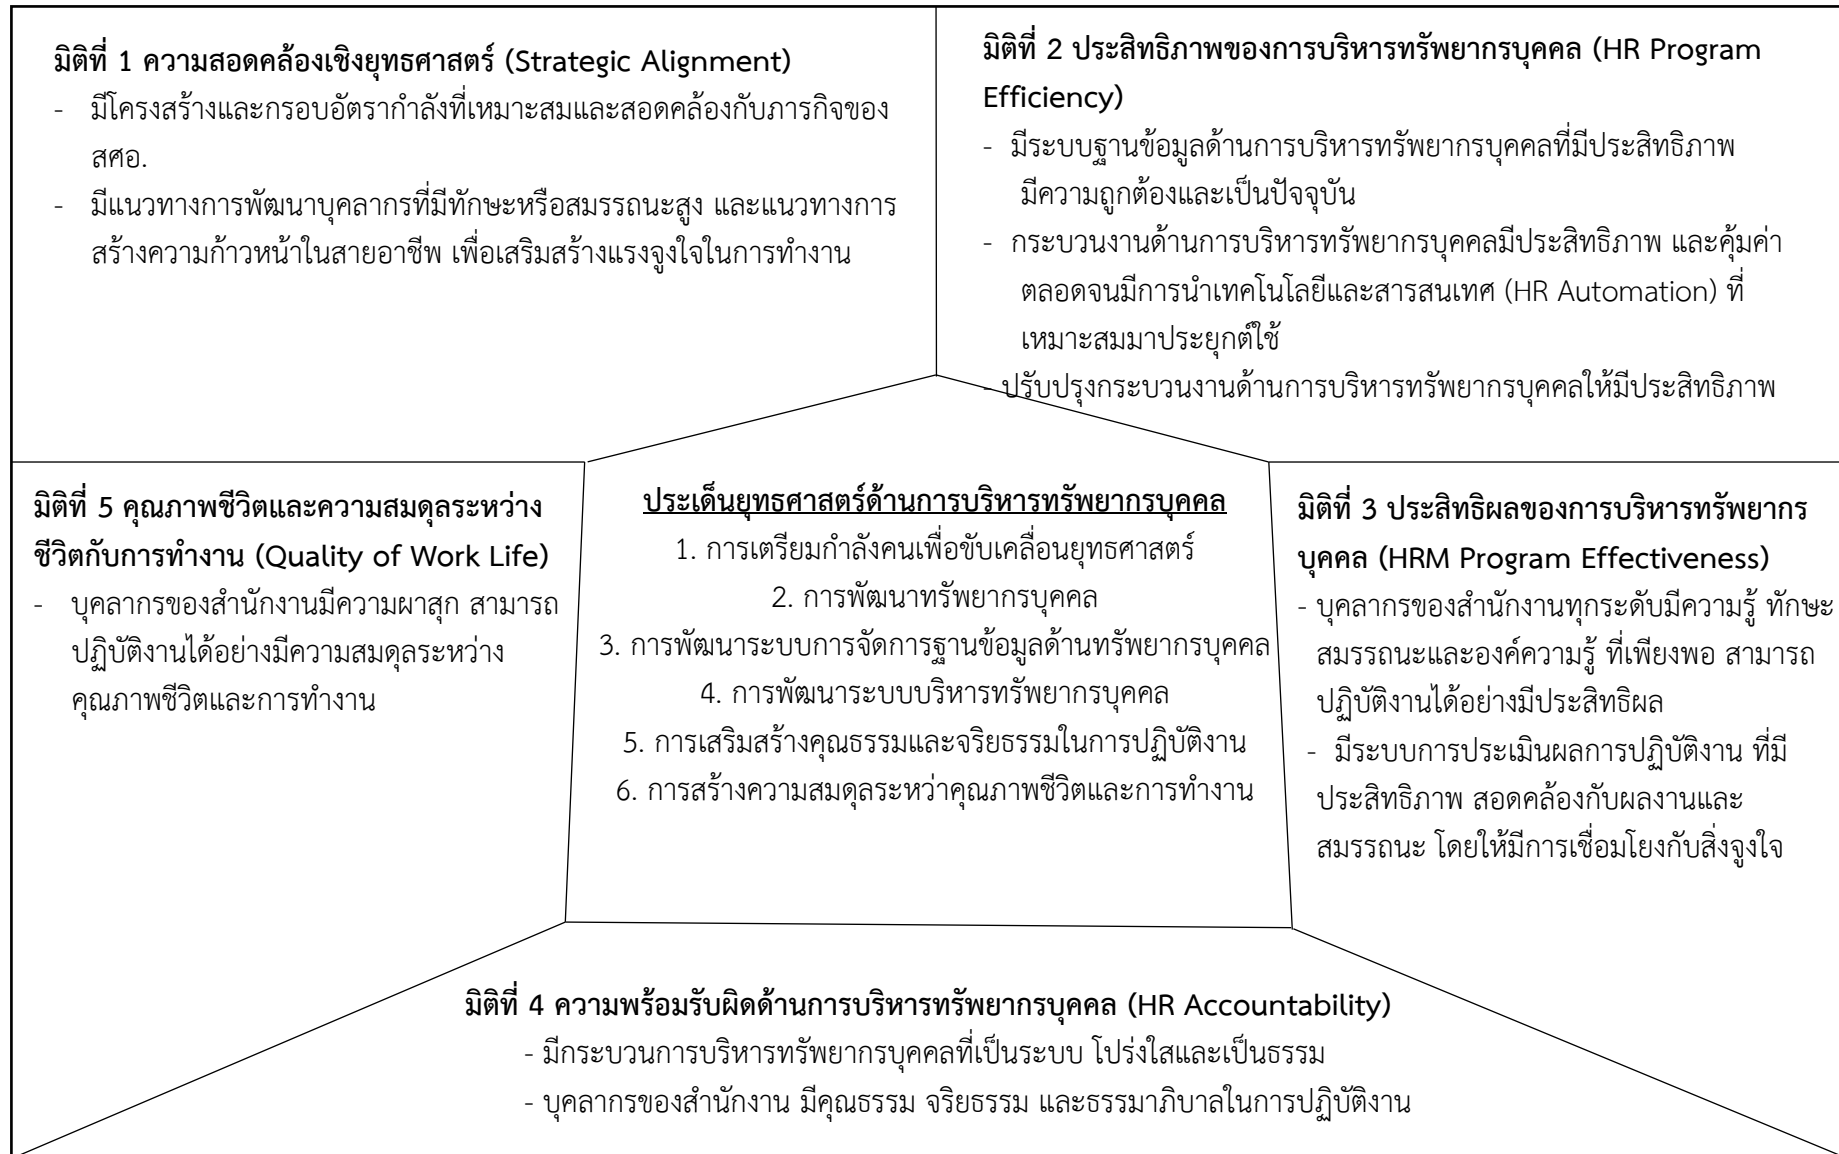 มิติที่ 1 ความสอดคล้องเชิงยุทธศาสตร์ (Strategic Alignment)
- มีโครงสร้างและกรอบอัตรากำลังที่เหมาะสมและสอดคล้องกับภารกิจของ
สศอ.
- มีแนวทางการพัฒนาบุคลากรที่มีทักษะหรือสมรรถนะสูง และแนวทางการ
สร้างความก้าวหน้าในสายอาชีพ เพื่อเสริมสร้างแรงจูงใจในการทำงาน
มิติที่ 2 ประสิทธิภาพของการบริหารทรัพยากรบุคคล (HR Program
Efficiency)
- มีระบบฐานข้อมูลด้านการบริหารทรัพยากรบุคคลที่มีประสิทธิภาพ
มีความถูกต้องและเป็นปัจจุบัน
- กระบวนงานด้านการบริหารทรัพยากรบุคคลมีประสิทธิภาพ และคุ้มค่า
ตลอดจนมีการนำเทคโนโลยีและสารสนเทศ (HR Automation) ที่
เหมาะสมมาประยุกต์ใช้
- ปรับปรุงกระบวนงานด้านการบริหารทรัพยากรบุคคลให้มีประสิทธิภาพ
มิติที่ 5 คุณภาพชีวิตและความสมดุลระหว่าง
ชีวิตกับการทำงาน (Quality of Work Life)
- บุคลากรของสำนักงานมีความผาสุก สามารถ
ปฏิบัติงานได้อย่างมีความสมดุลระหว่าง
คุณภาพชีวิตและการทำงาน
ประเด็นยุทธศาสตร์ด้านการบริหารทรัพยากรบุคคล
1. การเตรียมกำลังคนเพื่อขับเคลื่อนยุทธศาสตร์
2. การพัฒนาทรัพยากรบุคคล
3. การพัฒนาระบบการจัดการฐานข้อมูลด้านทรัพยากรบุคคล
4. การพัฒนาระบบบริหารทรัพยากรบุคคล
5. การเสริมสร้างคุณธรรมและจริยธรรมในการปฏิบัติงาน
6. การสร้างความสมดุลระหว่าคุณภาพชีวิตและการทำงาน
มิติที่ 3 ประสิทธิผลของการบริหารทรัพยากร
บุคคล (HRM Program Effectiveness)
- บุคลากรของสำนักงานทุกระดับมีความรู้ ทักษะ
สมรรถนะและองค์ความรู้ ที่เพียงพอ สามารถ
ปฏิบัติงานได้อย่างมีประสิทธิผล
- มีระบบการประเมินผลการปฏิบัติงาน ที่มี
ประสิทธิภาพ สอดคล้องกับผลงานและ
สมรรถนะ โดยให้มีการเชื่อมโยงกับสิ่งจูงใจ
มิติที่ 4 ความพร้อมรับผิดด้านการบริหารทรัพยากรบุคคล (HR Accountability)
- มีกระบวนการบริหารทรัพยากรบุคคลที่เป็นระบบ โปร่งใสและเป็นธรรม
- บุคลากรของสำนักงาน มีคุณธรรม จริยธรรม และธรรมาภิบาลในการปฏิบัติงาน